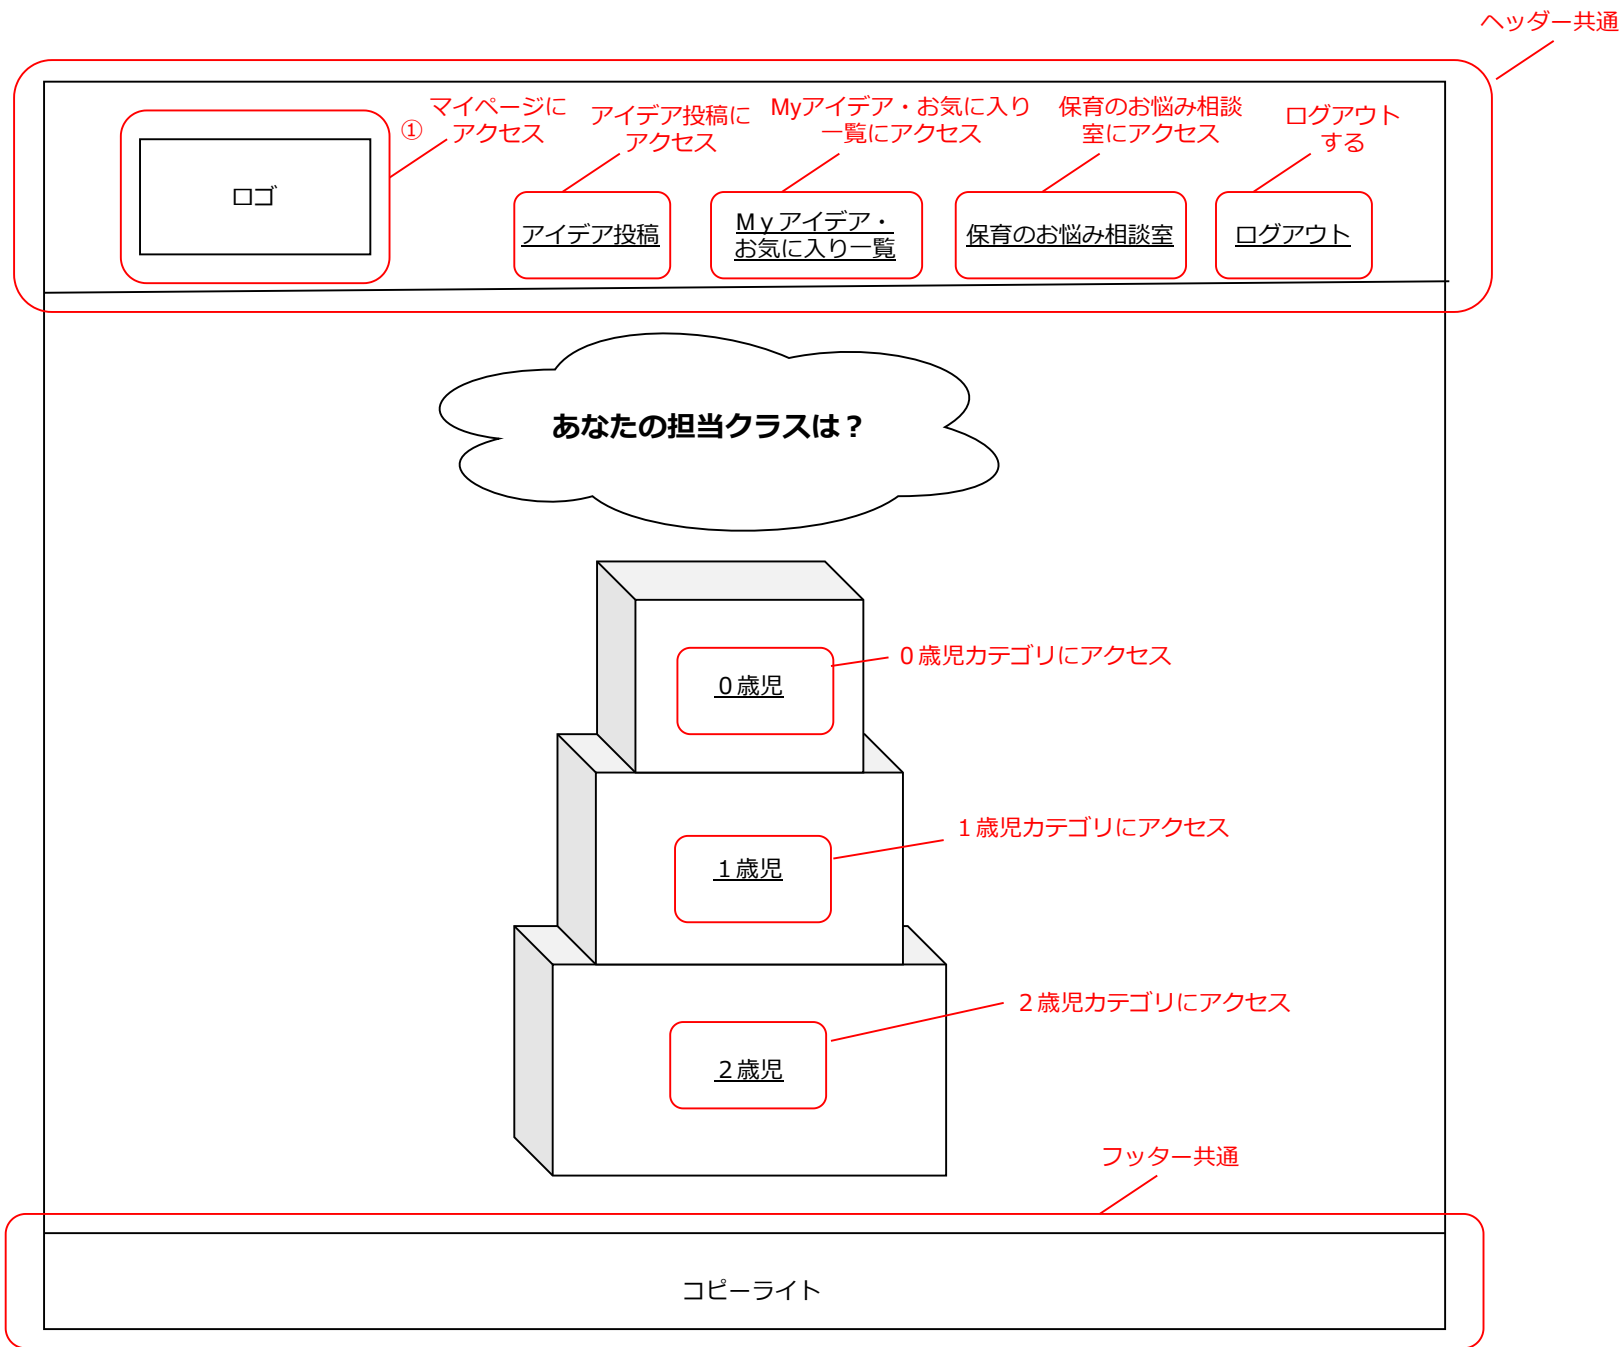 ヘッダー共通
①
マイページに
アクセス
アイデア投稿に
アクセス
Myアイデア・お気に入り
一覧にアクセス
保育のお悩み相談
室にアクセス
ログアウト
する
ロゴ
アイデア投稿
Ｍｙアイデア・
お気に入り一覧
保育のお悩み相談室
ログアウト
あなたの担当クラスは？
０歳児カテゴリにアクセス
０歳児
１歳児カテゴリにアクセス
１歳児
２歳児カテゴリにアクセス
２歳児
フッター共通
コピーライト